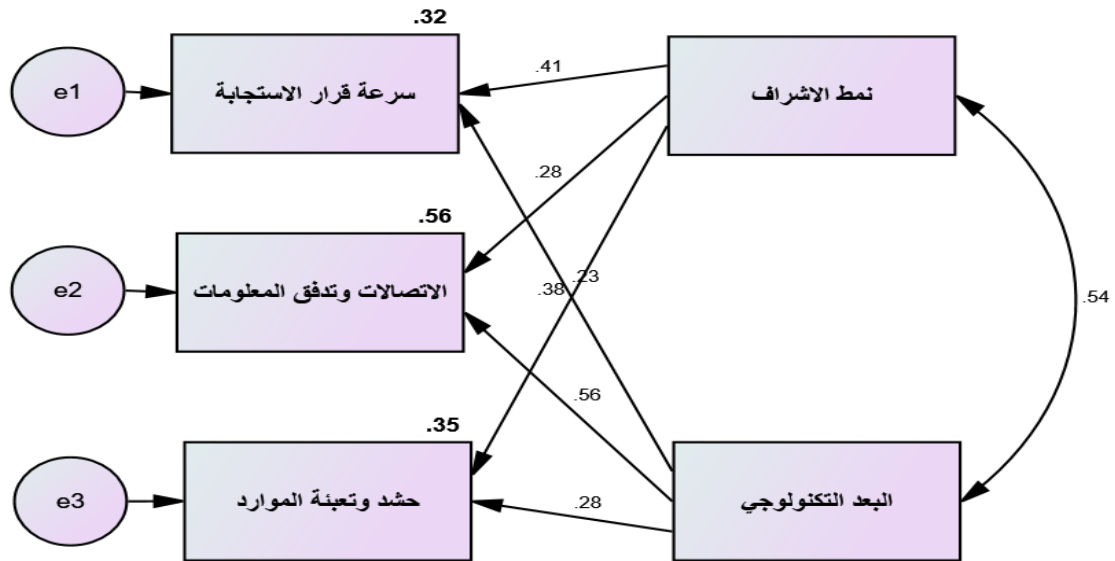 .32
e1
سرعة قرار الاستجابة
.41
نمط الاشراف
.28
.56
e2
الاتصالات وتدفق المعلومات
.38
.23
.54
.56
.35
e3
حشد وتعبئة الموارد
.28
البعد التكنولوجي